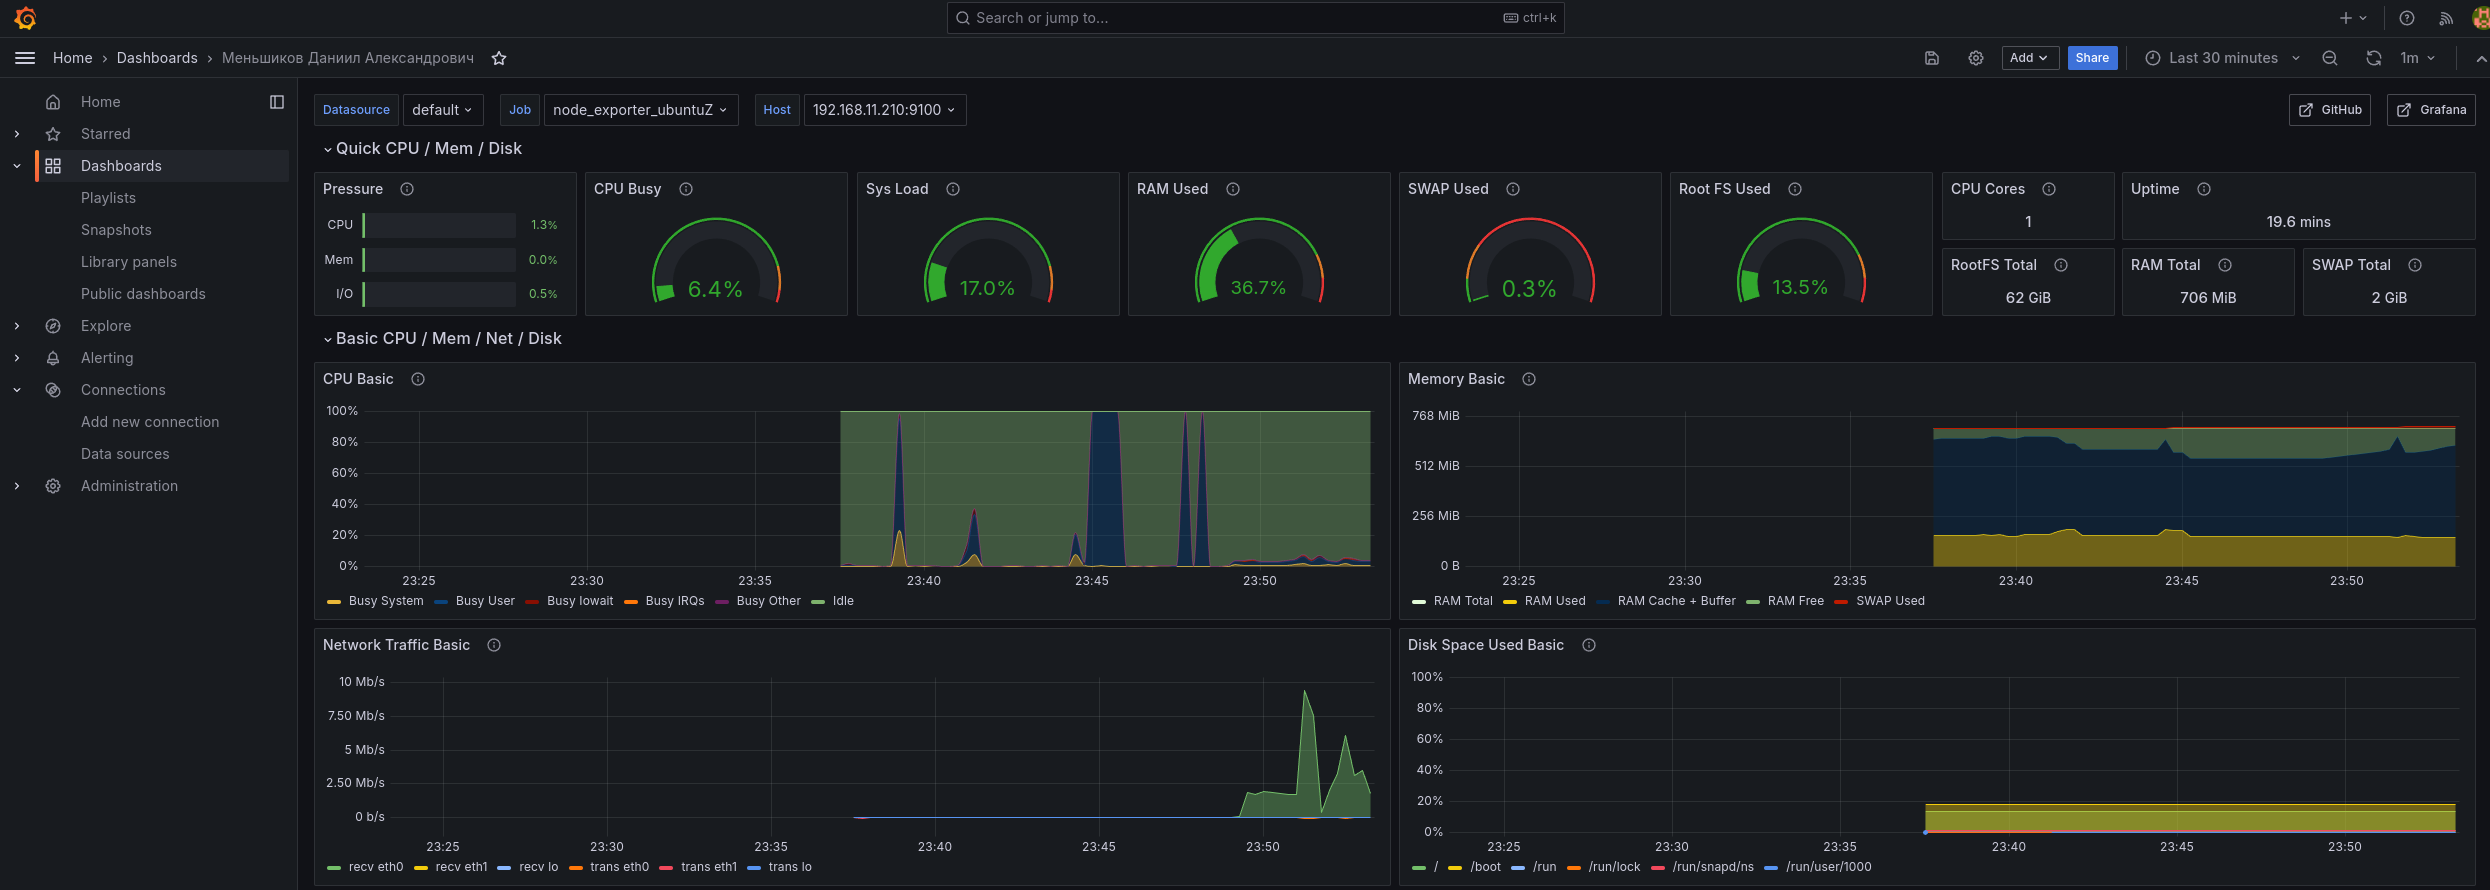 Search or jump to... ctrl+k
Home › Dashboards › Меньшиков Даниил Александрович
Add Share Last 30 minutes 1m
Home
Starred
Dashboards
Playlists
Snapshots
Library panels
Public dashboards
Explore
Alerting
Connections
Add new connection
Data sources
Administration
Datasource default Job node_exporter_ubuntuZ Host 192.168.11.210:9100 GitHub Grafana
Quick CPU / Mem / Disk
Pressure
CPU 1.3%
Mem 0.0%
I/O 0.5%
CPU Busy
6.4%
Sys Load
17.0%
RAM Used
36.7%
SWAP Used
0.3%
Root FS Used
13.5%
CPU Cores
1
Uptime
19.6 mins
RootFS Total
62 GiB
RAM Total
706 MiB
SWAP Total
2 GiB
Basic CPU / Mem / Net / Disk
CPU Basic
100%
80%
60%
40%
20%
0%
23:25 23:30 23:35 23:40 23:45 23:50
Busy System Busy User Busy Iowait Busy IRQs Busy Other Idle
Memory Basic
768 MiB
512 MiB
256 MiB
0 B
23:25 23:30 23:35 23:40 23:45 23:50
RAM Total RAM Used RAM Cache + Buffer RAM Free SWAP Used
Network Traffic Basic
10 Mb/s
7.50 Mb/s
5 Mb/s
2.50 Mb/s
0 b/s
23:25 23:30 23:35 23:40 23:45 23:50
recv eth0 recv eth1 recv lo trans eth0 trans eth1 trans lo
Disk Space Used Basic
100%
80%
60%
40%
20%
0%
23:25 23:30 23:35 23:40 23:45 23:50
/ /boot /run /run/lock /run/snapd/ns /run/user/1000